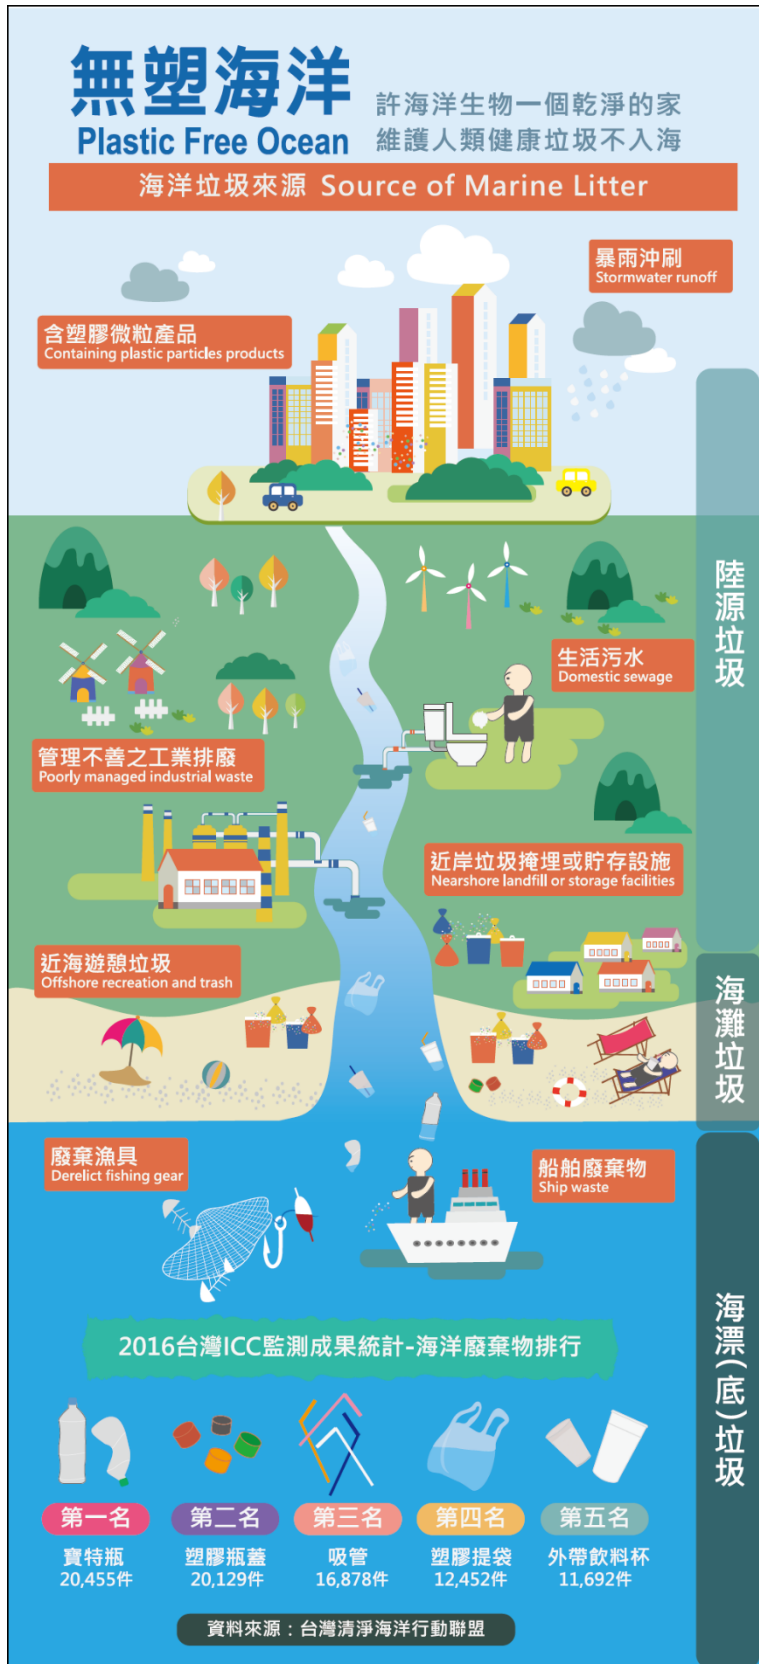 無塑海洋
Plastic Free Ocean
許海洋生物一個乾淨的家
維護人類健康垃圾不入海
海洋垃圾來源 Source of Marine Litter
暴雨沖刷
Stormwater runoff
含塑膠微粒產品
Containing plastic particles products
陸源垃圾
生活污水
Domestic sewage
管理不善之工業排廢
Poorly managed industrial waste
近岸垃圾掩埋或貯存設施
Nearshore landfill or storage facilities
近海遊憩垃圾
Offshore recreation and trash
海灘垃圾
廢棄漁具
Derelict fishing gear
船舶廢棄物
Ship waste
海漂(底)垃圾
2016台灣ICC監測成果統計-海洋廢棄物排行
第一名
寶特瓶
20,455件
第二名
塑膠瓶蓋
20,129件
第三名
吸管
16,878件
第四名
塑膠提袋
12,452件
第五名
外帶飲料杯
11,692件
資料來源：台灣清淨海洋行動聯盟